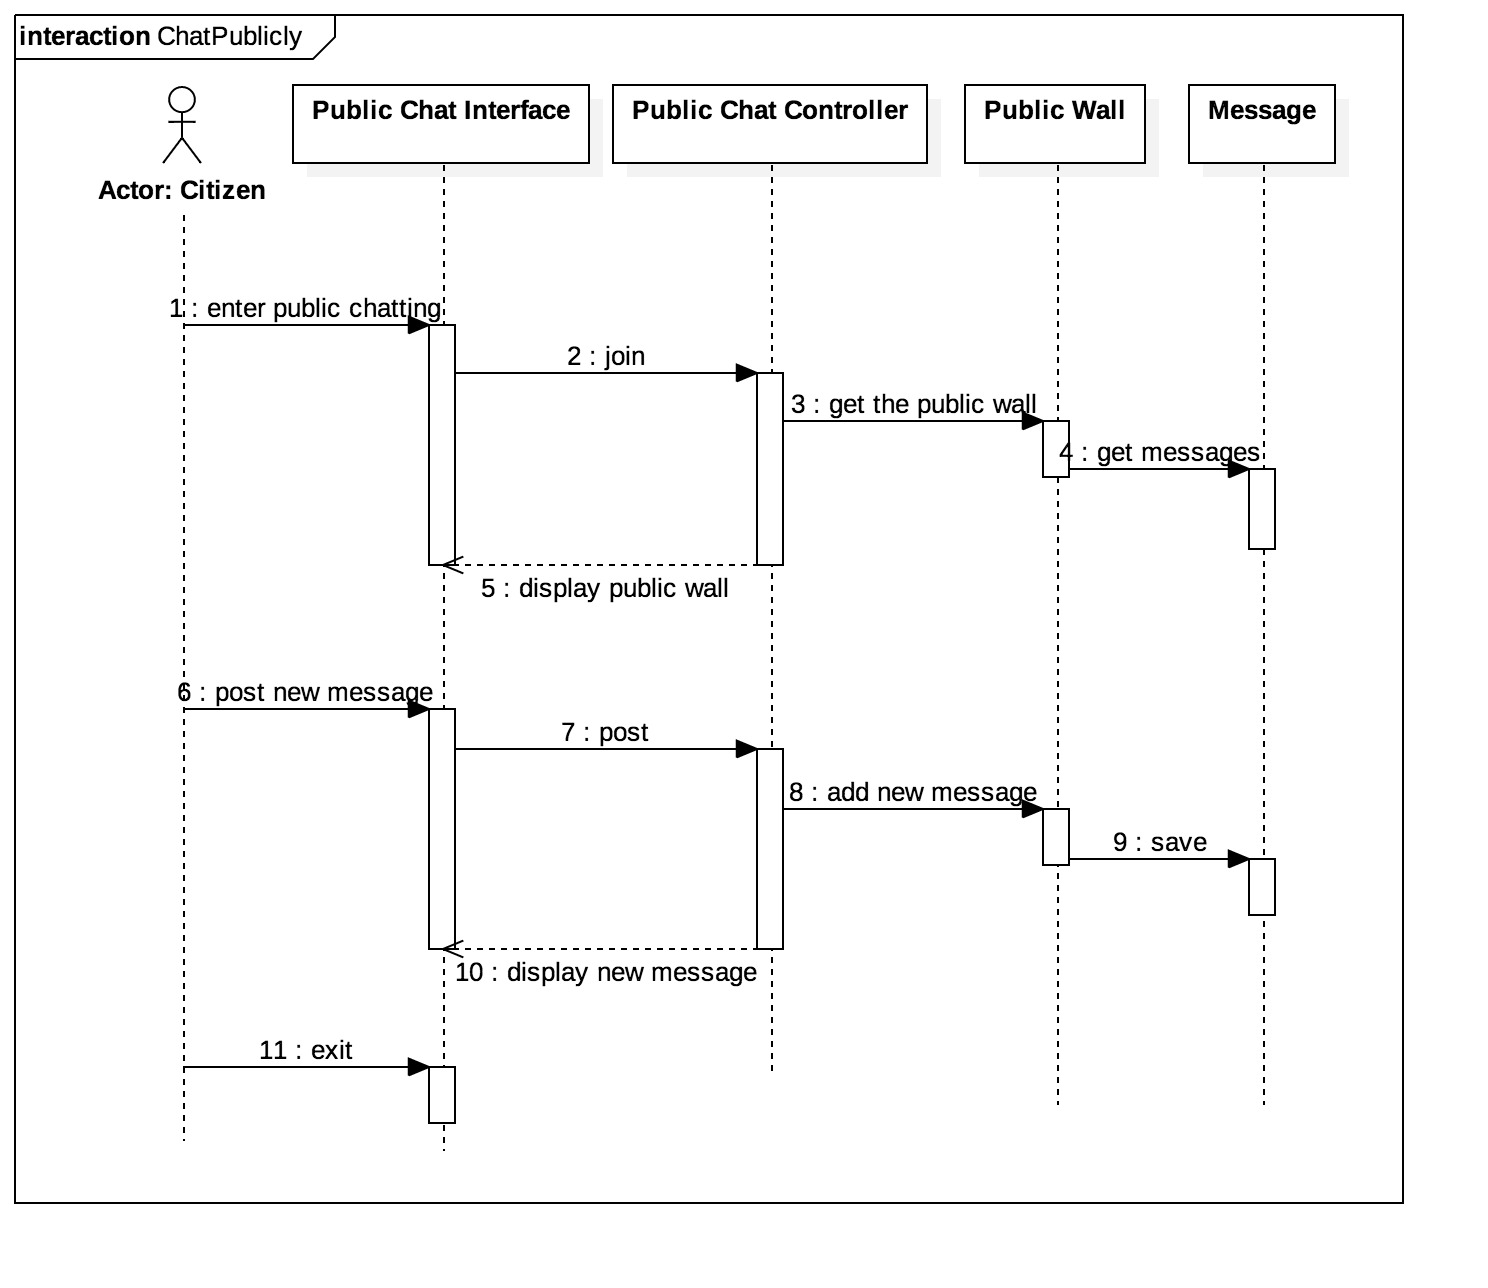 interaction ChatPublicly
Public Chat Interface
Public Chat Controller
Public Wall
Message
Actor: Citizen
1 : enter public chatting
2 : join
3 : get the public wall
4 : get messages
5 : display public wall
6 : post new message
7 : post
8 : add new message
9 : save
10 : display new message
11 : exit